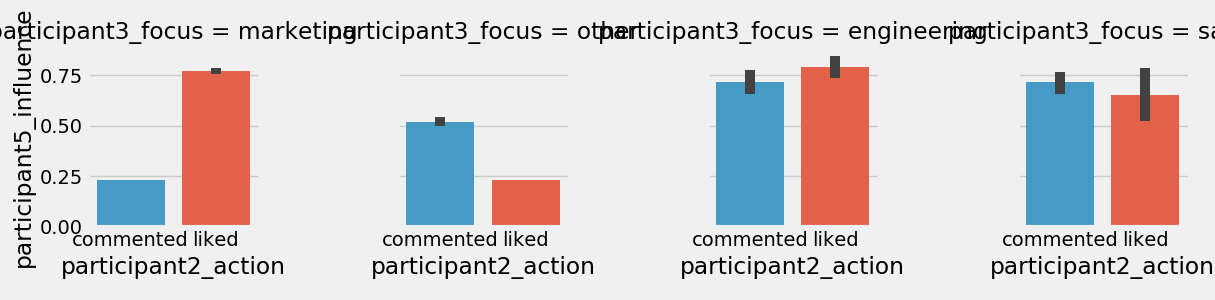 participant3_focus = marketing
participant3_focus = other
participant3_focus = engineering
participant3_focus = sa
participant5_influence
0.75
0.50
0.25
0.00
commented liked
commented liked
commented liked
commented liked
participant2_action
participant2_action
participant2_action
participant2_action